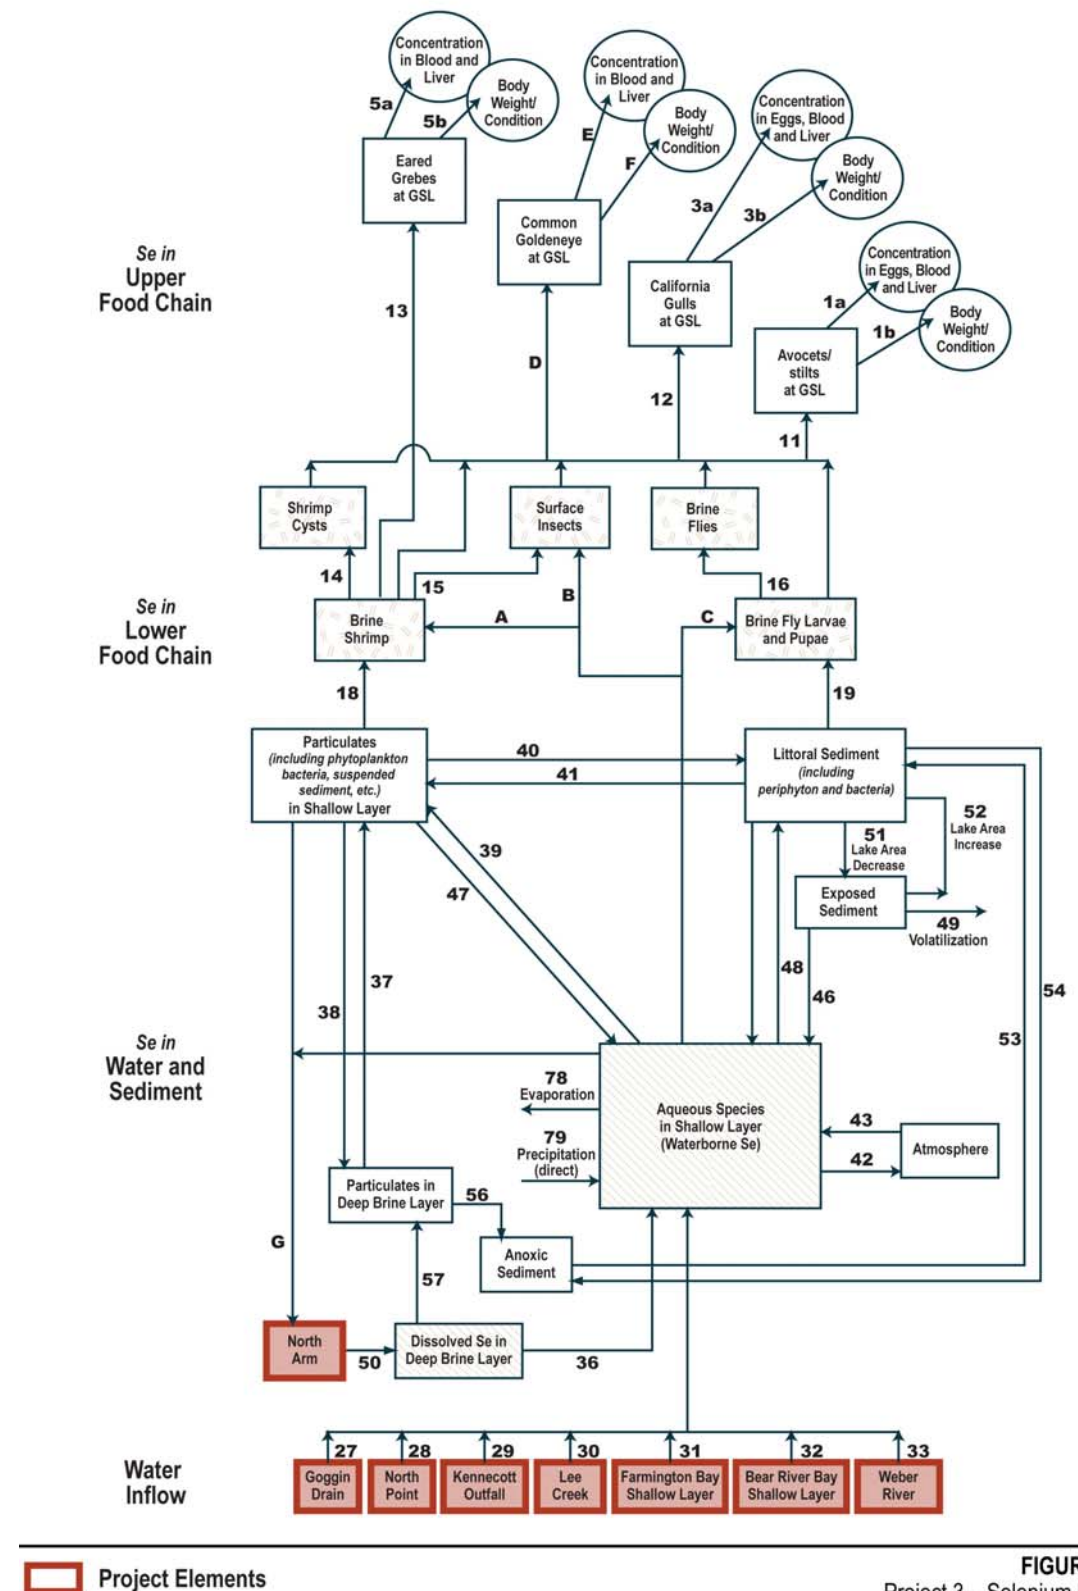 Concentration
in Blood and
Liver
Body
Weight/
Condition
5a
5b
Eared
Grebes
at GSL
Concentration
in Blood and
Liver
Body
Weight/
Condition
E
F
Common
Goldeneye
at GSL
Concentration
in Eggs, Blood
and Liver
Body
Weight/
Condition
3a
3b
California
Gulls
at GSL
Concentration
in Eggs, Blood
and Liver
Body
Weight/
Condition
1a
1b
Avocets/
stilts
at GSL
Se in
Upper
Food Chain
13
D
12
11
Shrimp
Cysts
Surface
Insects
Brine
Flies
14
15
B
16
Se in
Lower
Food Chain
Brine
Shrimp
A
C
Brine Fly Larvae
and Pupae
18
19
Particulates
(including phytoplankton
bacteria, suspended
sediment, etc.)
in Shallow Layer
40
41
Littoral Sediment
(including
periphyton and bacteria)
39
47
51
Lake Area
Decrease
52
Lake Area
Increase
Exposed
Sediment
49
Volatilization
38
37
48
46
54
53
Se in
Water and
Sediment
78
Evaporation
79
Precipitation
(direct)
Aqueous Species
in Shallow Layer
(Waterborne Se)
43
42
Atmosphere
Particulates in
Deep Brine Layer
56
Anoxic
Sediment
G
57
North
Arm
50
Dissolved Se in
Deep Brine Layer
36
Water
Inflow
27
28
29
30
31
32
33
Goggin
Drain
North
Point
Kennecott
Outfall
Lee
Creek
Farmington Bay
Shallow Layer
Bear River Bay
Shallow Layer
Weber
River
Project Elements
FIGUR